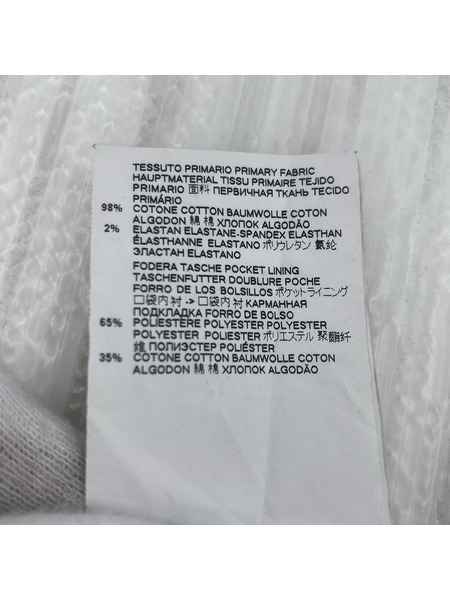 TESSUTO PRIMARIO PRIMARY FABRIC
HAUPTMATERIAL TISSU PRIMAIRE TEJIDO
PRIMARIO 面料 ПЕРВИЧНАЯ ТКАНЬ TECIDO
PRIMÁRIO
98% COTONE COTTON BAUMWOLLE COTON
ALGODON 綿 棉 ХЛОПОК ALGODÃO
2% ELASTAN ELASTANE-SPANDEX ELASTHAN
ÉLASTHANNE ELASTANO ポリウレタン 氨纶
ЭЛАСТАН ELASTANO
FODERA TASCHE POCKET LINING
TASCHENFUTTER DOUBLURE POCHE
FORRO DE LOS BOLSILLOS ポケットライニング
口袋内衬 -> 口袋内衬 КАРМАННАЯ
ПОДКЛАДКА FORRO DE BOLSO
65% POLIESTERE POLYESTER POLYESTER
POLYESTER POLIESTER ポリエステル 聚酯纤
维 ПОЛИЭСТЕР POLIÉSTER
35% COTONE COTTON BAUMWOLLE COTON
ALGODON 綿 棉 ХЛОПОК ALGODÃO